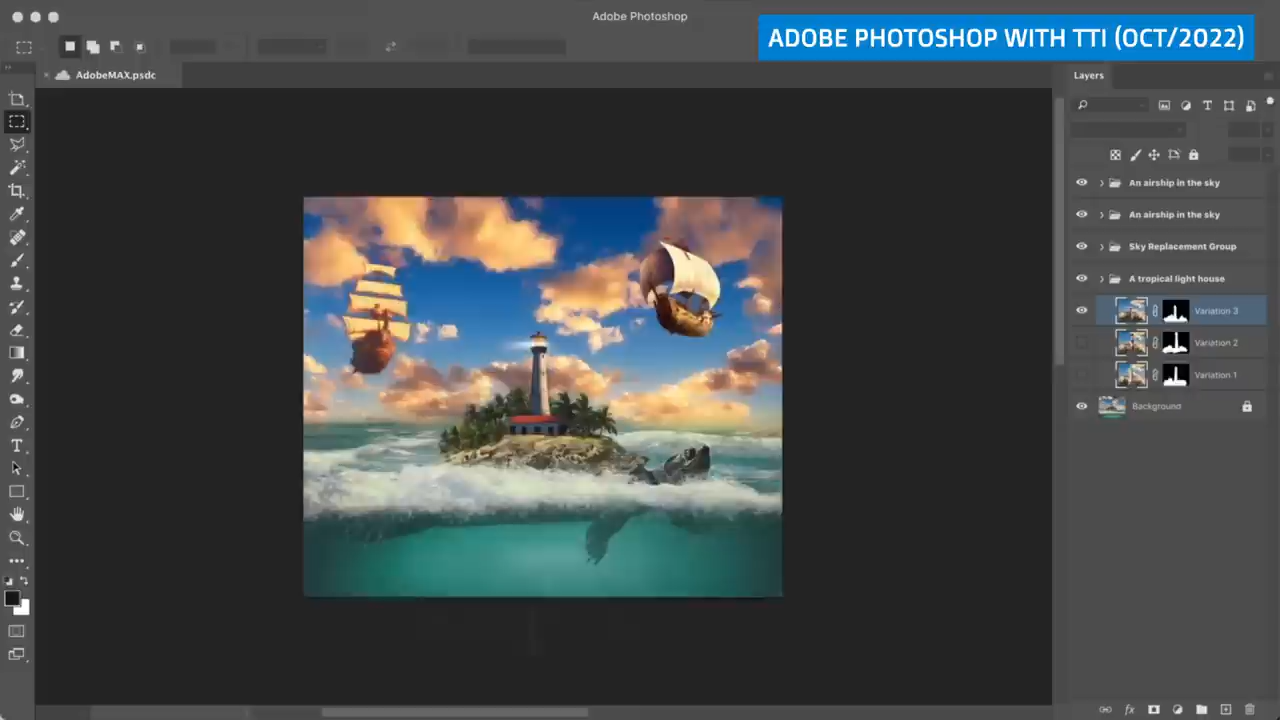 Adobe Photoshop
ADOBE PHOTOSHOP WITH TTI (OCT/2022)
AdobeMAX.psdc
Layers
An airship in the sky
An airship in the sky
Sky Replacement Group
A tropical light house
Variation 3
Variation 2
Variation 1
Background